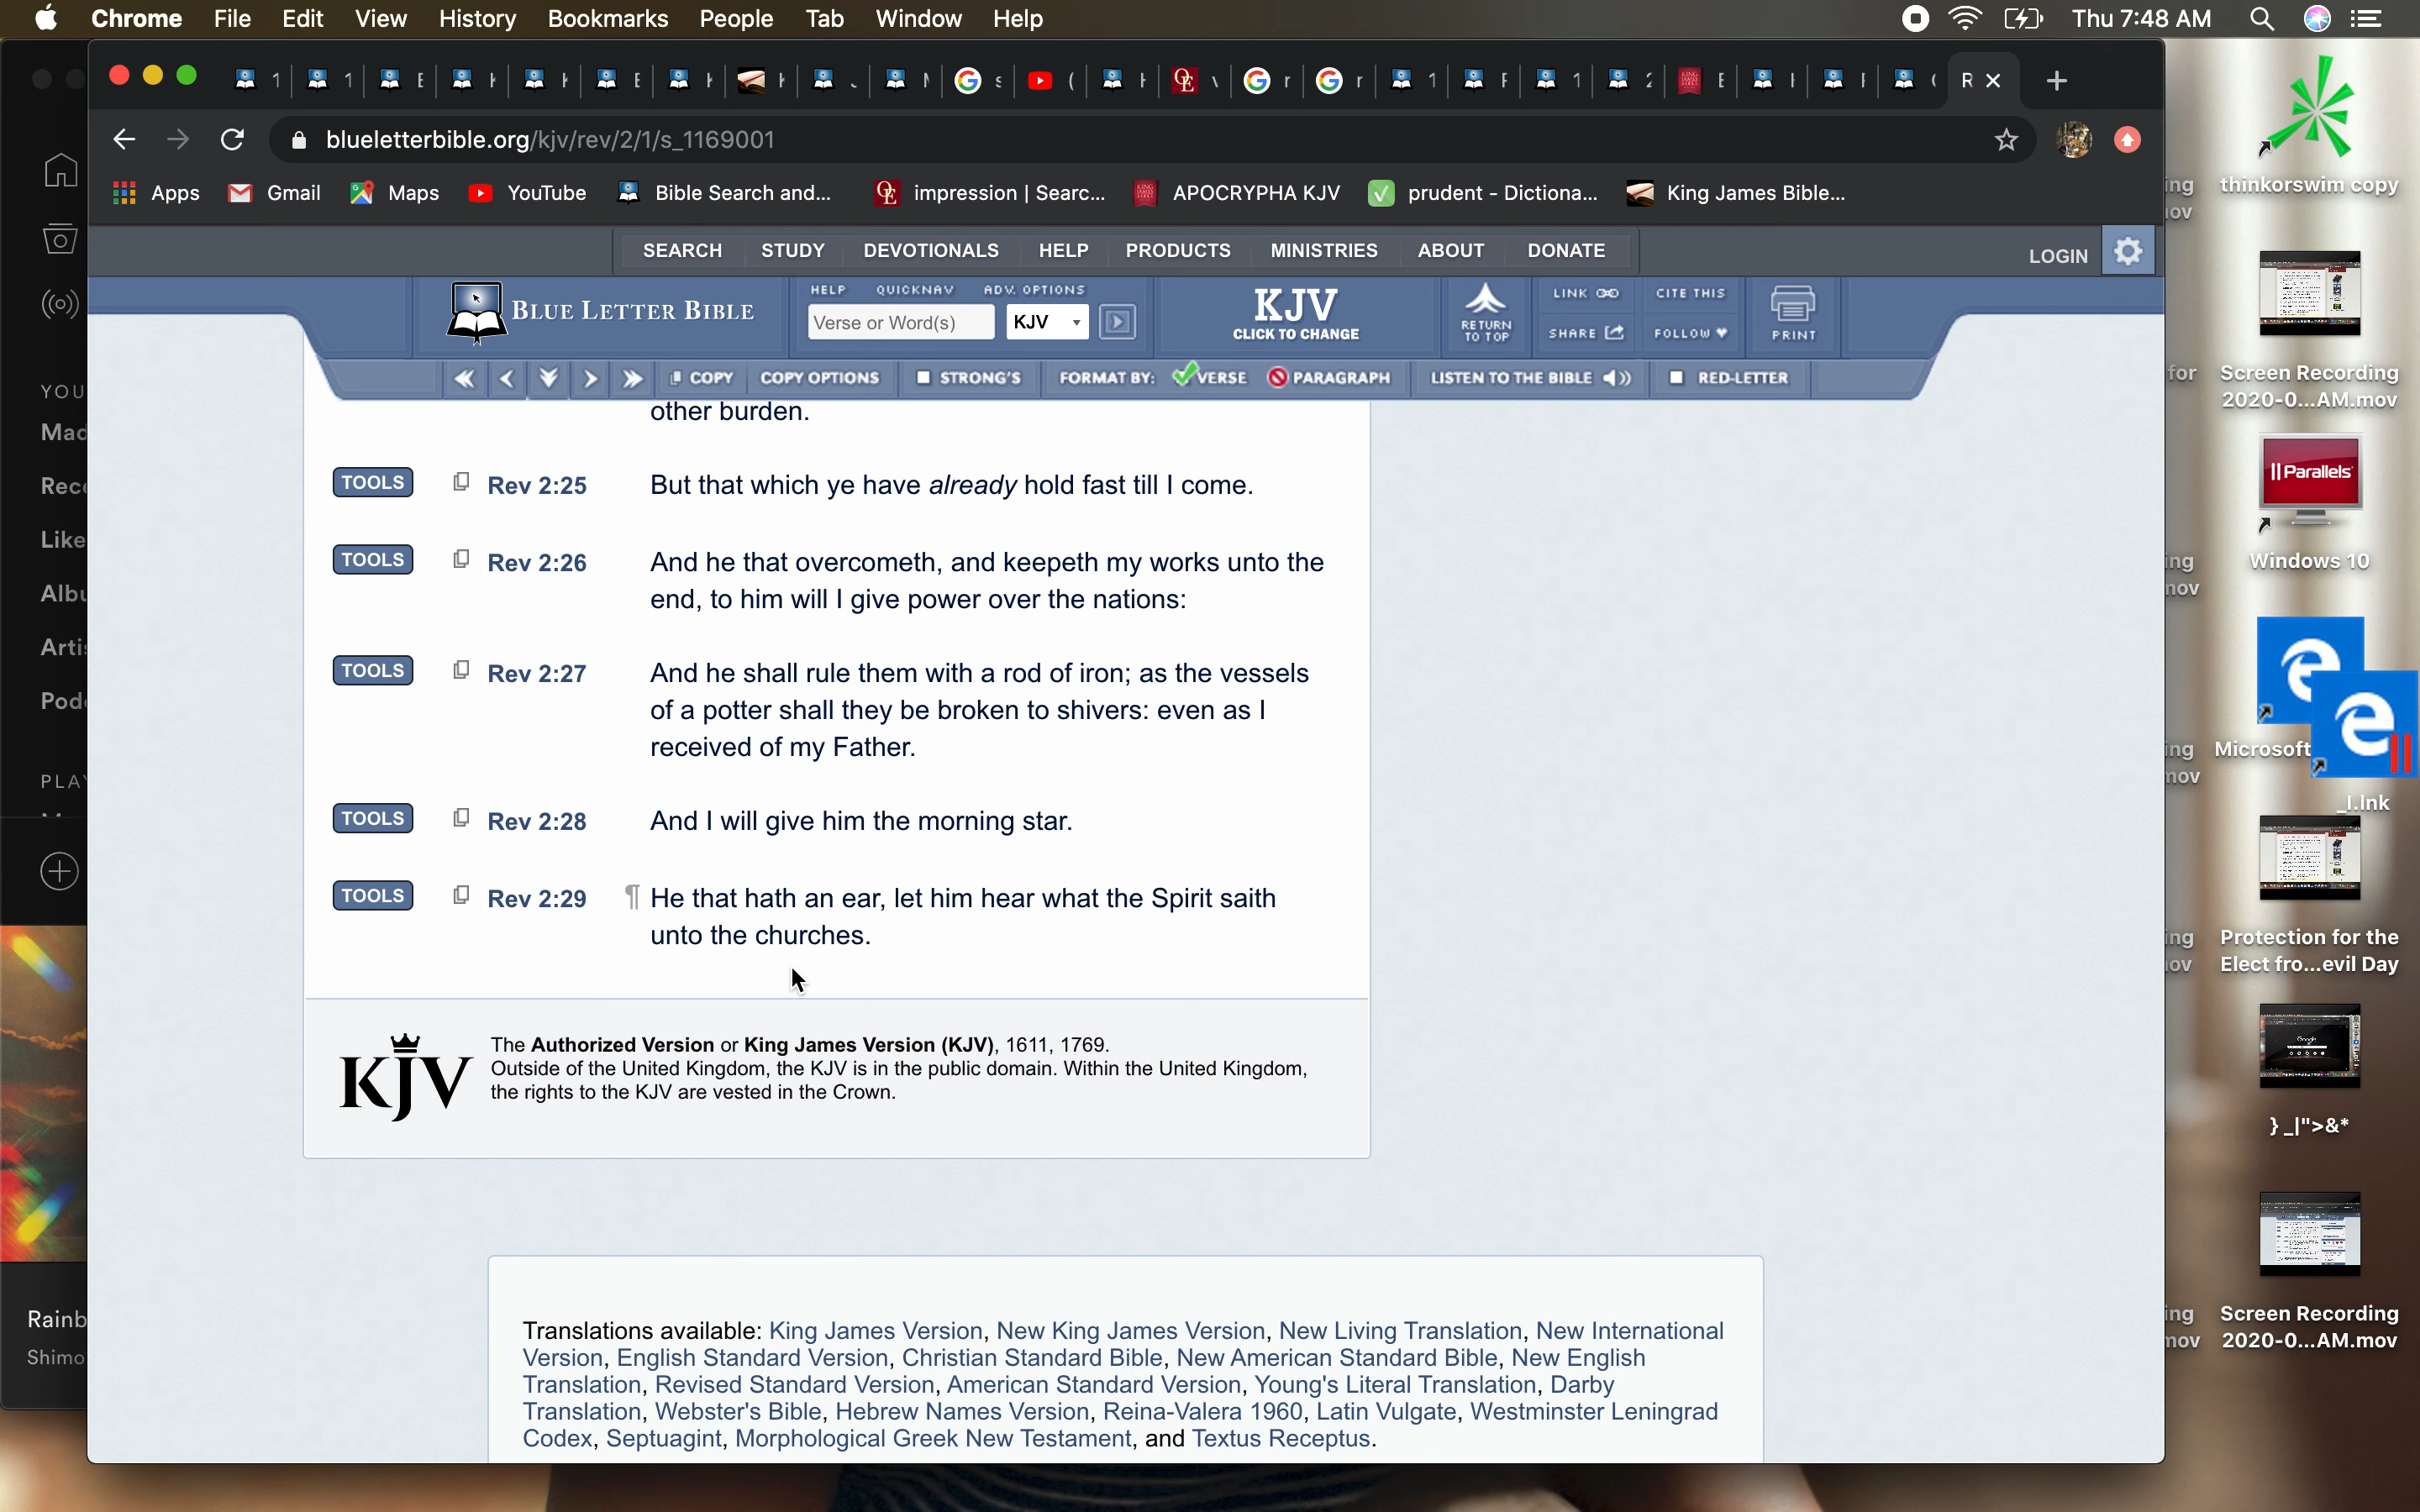 Chrome File Edit View History Bookmarks People Tab Window Help Thu 7:48 AM
blueletterbible.org/kjv/rev/2/1/s_1169001
Apps Gmail Maps YouTube Bible Search and... impression | Searc... APOCRYPHA KJV prudent - Dictiona... King James Bible...
SEARCH STUDY DEVOTIONALS HELP PRODUCTS MINISTRIES ABOUT DONATE LOGIN
BLUE LETTER BIBLE
HELP QUICKNAV ADV. OPTIONS
Verse or Word(s) KJV
KJV
CLICK TO CHANGE
RETURN
TO TOP
LINK CITE THIS
SHARE FOLLOW
PRINT
COPY COPY OPTIONS STRONG'S FORMAT BY: VERSE PARAGRAPH LISTEN TO THE BIBLE RED-LETTER
other burden.
TOOLS Rev 2:25 But that which ye have already hold fast till I come.
TOOLS Rev 2:26 And he that overcometh, and keepeth my works unto the
end, to him will I give power over the nations:
TOOLS Rev 2:27 And he shall rule them with a rod of iron; as the vessels
of a potter shall they be broken to shivers: even as I
received of my Father.
TOOLS Rev 2:28 And I will give him the morning star.
TOOLS Rev 2:29 ¶ He that hath an ear, let him hear what the Spirit saith
unto the churches.
KJV
The Authorized Version or King James Version (KJV), 1611, 1769.
Outside of the United Kingdom, the KJV is in the public domain. Within the United Kingdom,
the rights to the KJV are vested in the Crown.
Translations available: King James Version, New King James Version, New Living Translation, New International
Version, English Standard Version, Christian Standard Bible, New American Standard Bible, New English
Translation, Revised Standard Version, American Standard Version, Young's Literal Translation, Darby
Translation, Webster's Bible, Hebrew Names Version, Reina-Valera 1960, Latin Vulgate, Westminster Leningrad
Codex, Septuagint, Morphological Greek New Testament, and Textus Receptus.
YOU
Mad
Rece
Like
Albu
Arti
Pod
PLAY
Rainb
Shimo
thinkorswim copy
Screen Recording
2020-0...AM.mov
|| Parallels
Windows 10
Microsoft
_I.lnk
Protection for the
Elect fro...evil Day
} _|">&*
Screen Recording
2020-0...AM.mov